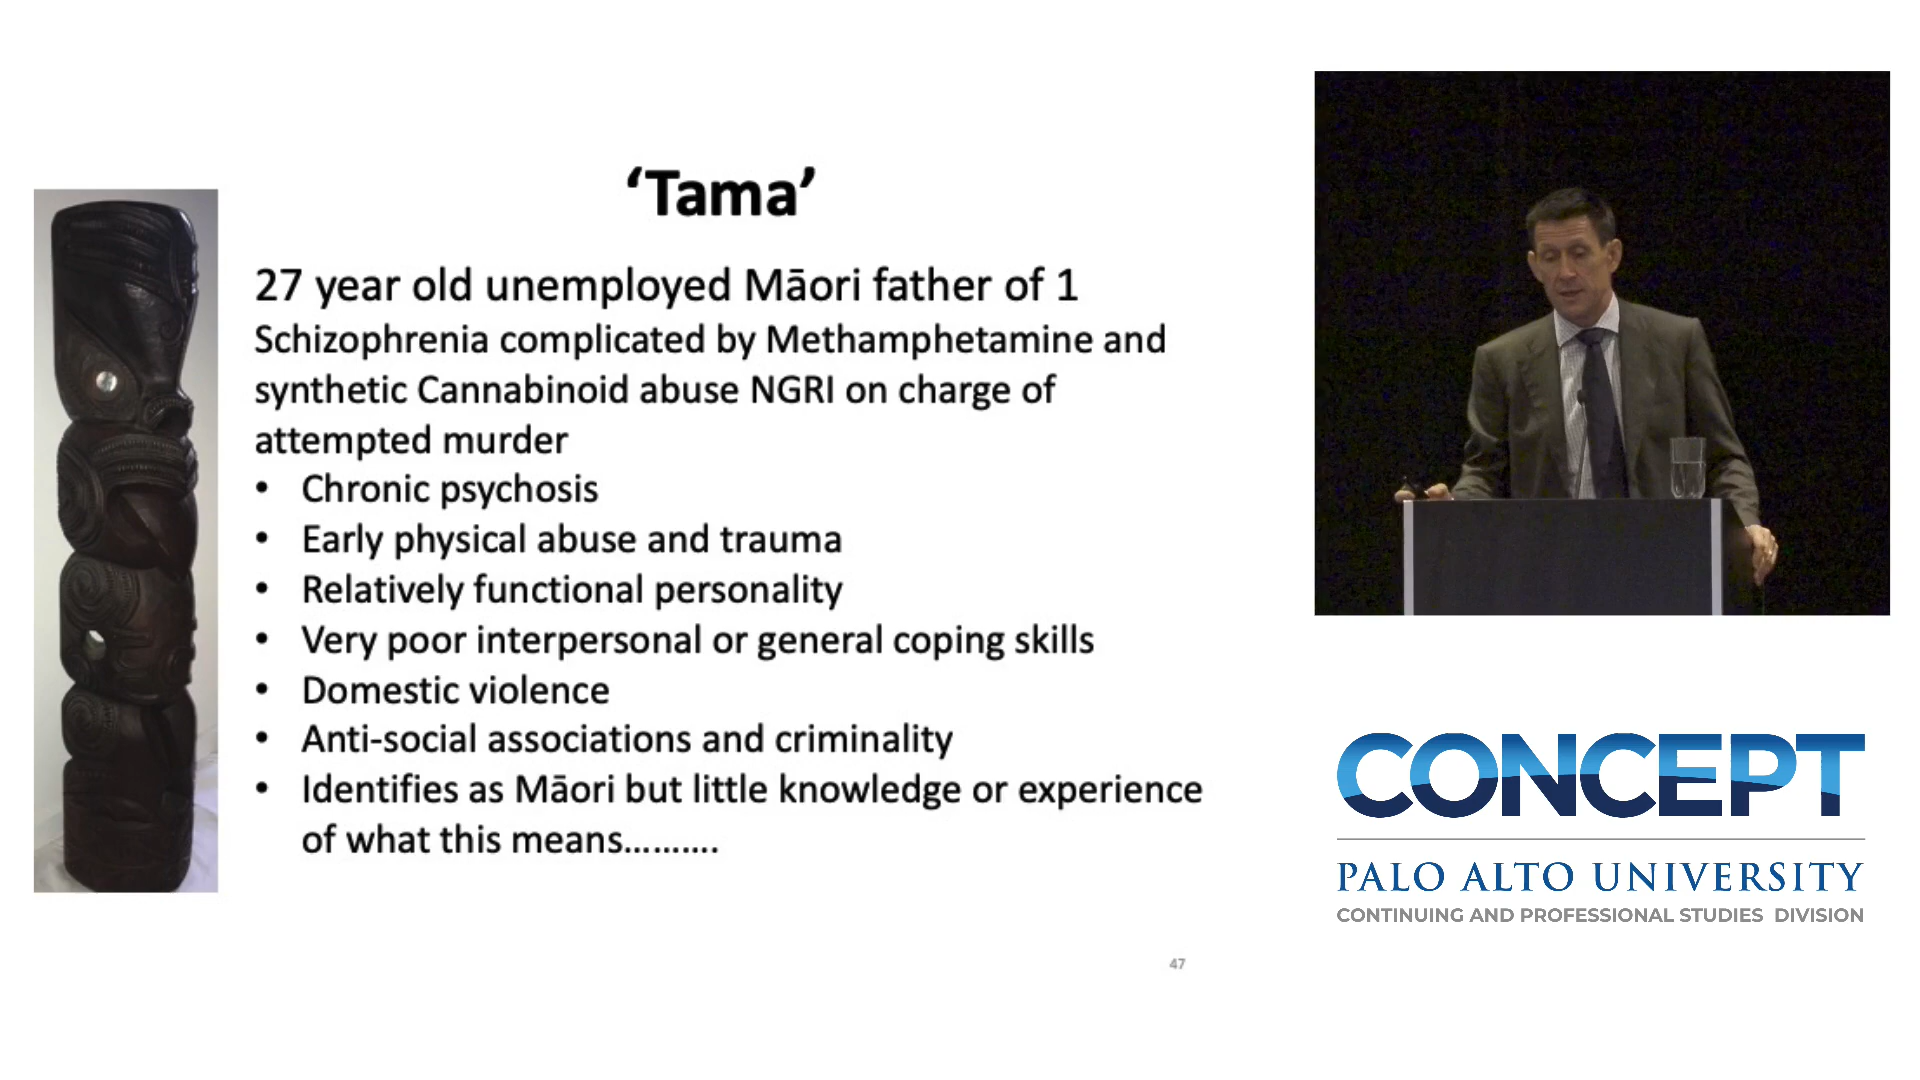 ‘Tama’
27 year old unemployed Māori father of 1
Schizophrenia complicated by Methamphetamine and
synthetic Cannabinoid abuse NGRI on charge of
attempted murder
• Chronic psychosis
• Early physical abuse and trauma
• Relatively functional personality
• Very poor interpersonal or general coping skills
• Domestic violence
• Anti-social associations and criminality
• Identifies as Māori but little knowledge or experience
of what this means..........
47
CONCEPT
PALO ALTO UNIVERSITY
CONTINUING AND PROFESSIONAL STUDIES DIVISION